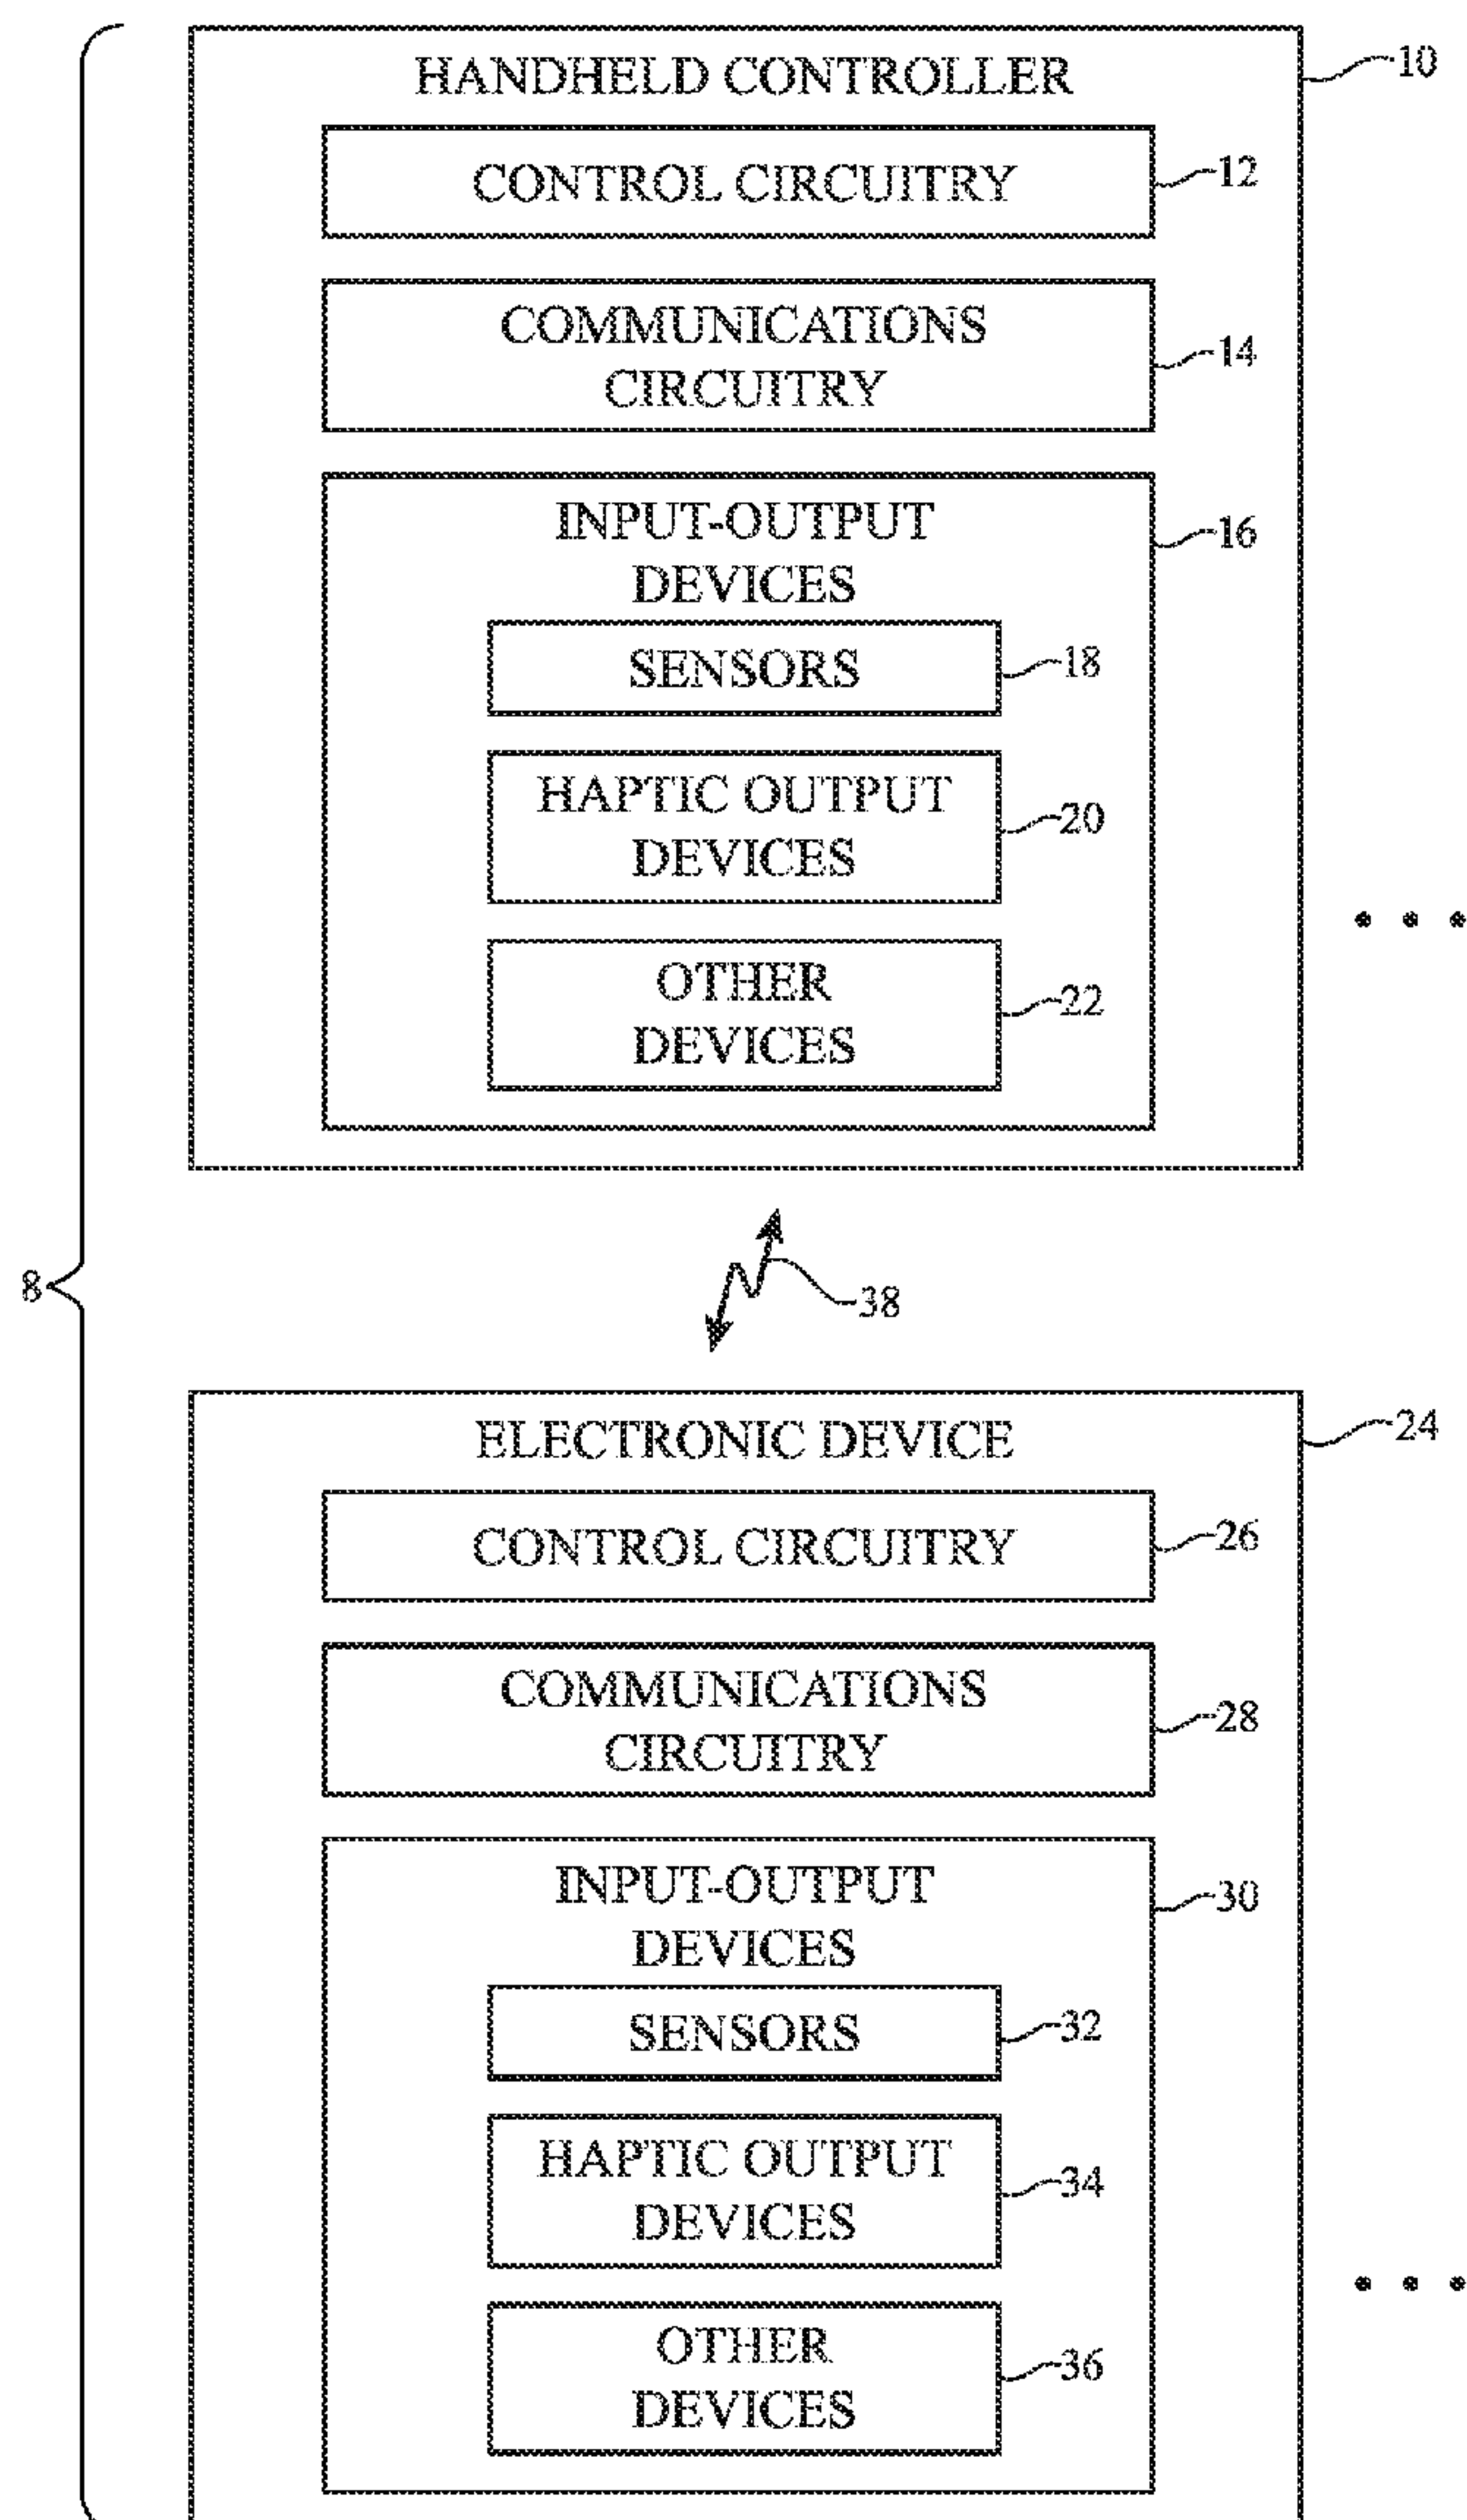 HANDHELD CONTROLLER
10
CONTROL CIRCUITRY
12
COMMUNICATIONS
CIRCUITRY
14
INPUT-OUTPUT
DEVICES
16
SENSORS
18
HAPTIC OUTPUT
DEVICES
20
OTHER
DEVICES
22
8
38
ELECTRONIC DEVICE
24
CONTROL CIRCUITRY
26
COMMUNICATIONS
CIRCUITRY
28
INPUT-OUTPUT
DEVICES
30
SENSORS
32
HAPTIC OUTPUT
DEVICES
34
OTHER
DEVICES
36